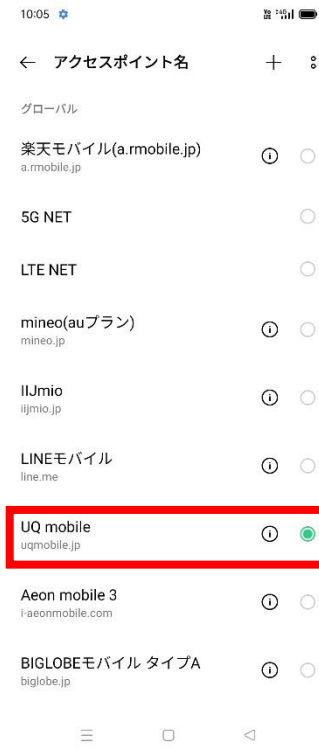 10:05
アクセスポイント名
グローバル
楽天モバイル(a.rmobile.jp)
a.rmobile.jp
5G NET
LTE NET
mineo(auプラン)
mineo.jp
IIJmio
iijmio.jp
LINEモバイル
line.me
UQ mobile
uqmobile.jp
Aeon mobile 3
i-aeonmobile.com
BIGLOBEモバイル タイプA
biglobe.jp